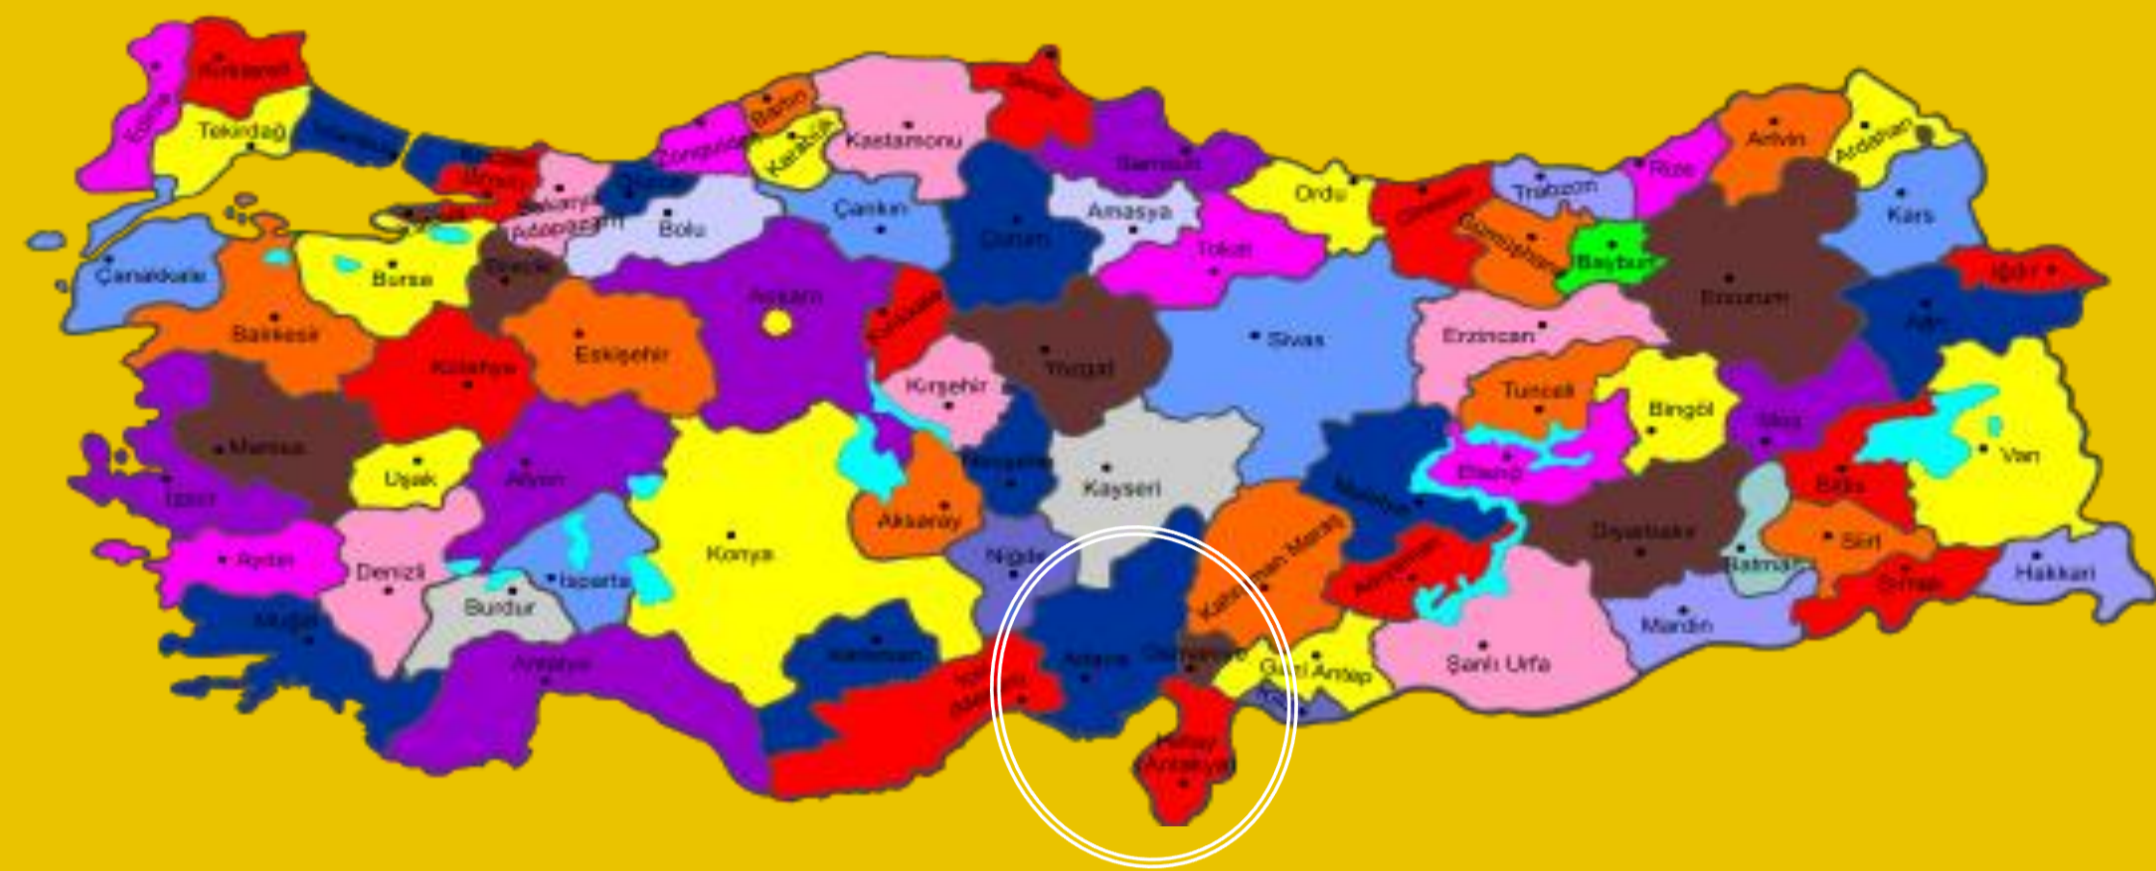 Kırklareli
Edirne
Tekirdağ
İstanbul
Bartın
Zonguldak
Karabük
Kastamonu
Sinop
Samsun
Ordu
Giresun
Trabzon
Rize
Artvin
Ardahan
Kars
Iğdır
Sakarya
Adapazarı
Bolu
Çankırı
Çorum
Amasya
Tokat
Gümüşhane
Bayburt
Erzurum
Ağrı
Çanakkale
Balıkesir
Bursa
Bilecik
Eskişehir
Ankara
Kırıkkale
Yozgat
Sivas
Erzincan
Tunceli
Bingöl
Muş
Van
Kütahya
Kırşehir
Manisa
Uşak
Afyon
Nevşehir
Kayseri
Malatya
Elazığ
Bitlis
İzmir
Aydın
Denizli
Isparta
Burdur
Konya
Aksaray
Niğde
Kahraman Maraş
Adıyaman
Diyarbakır
Batman
Siirt
Şırnak
Hakkari
Muğla
Antalya
Karaman
Adana
Osmaniye
Gazi Antep
Şanlı Urfa
Mardin
Hatay
(Antakya)